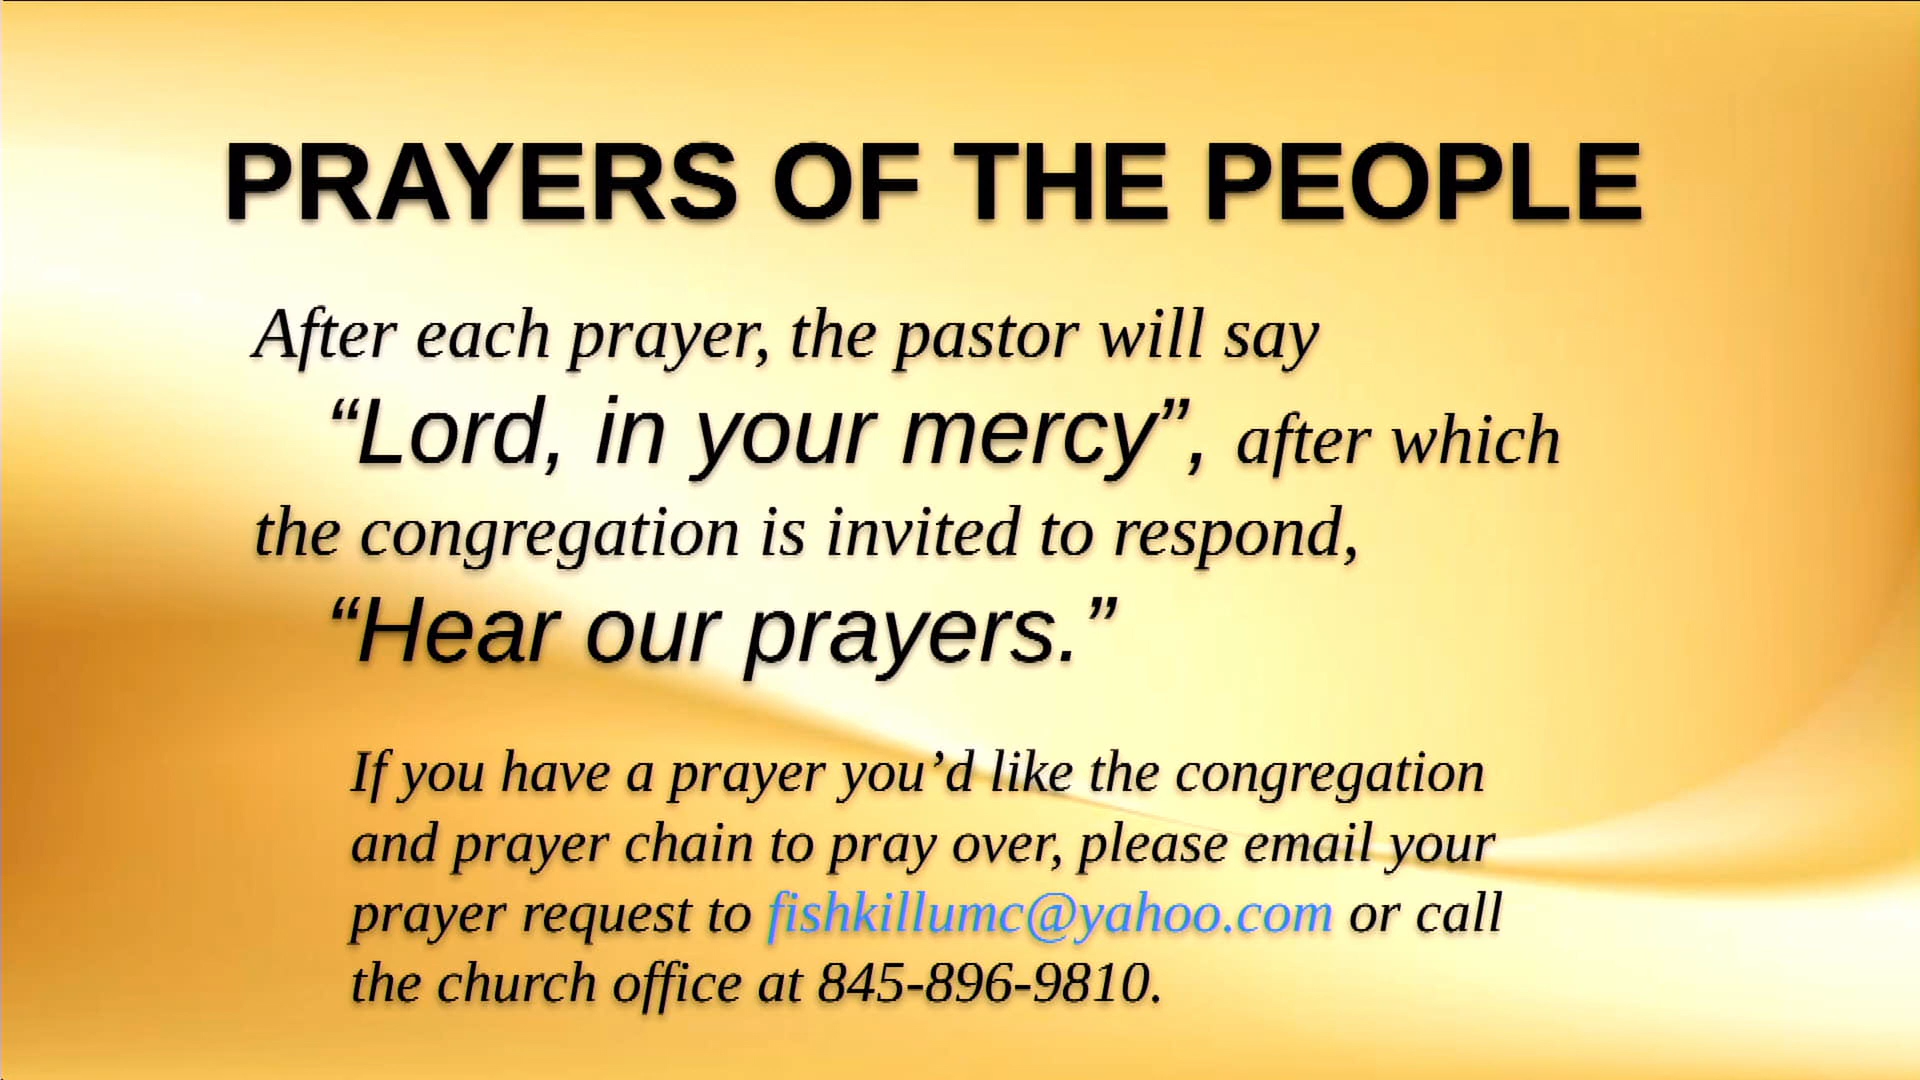 PRAYERS OF THE PEOPLE
After each prayer, the pastor will say
“Lord, in your mercy”, after which
the congregation is invited to respond,
“Hear our prayers.”
If you have a prayer you’d like the congregation
and prayer chain to pray over, please email your
prayer request to fishkillumc@yahoo.com or call
the church office at 845-896-9810.